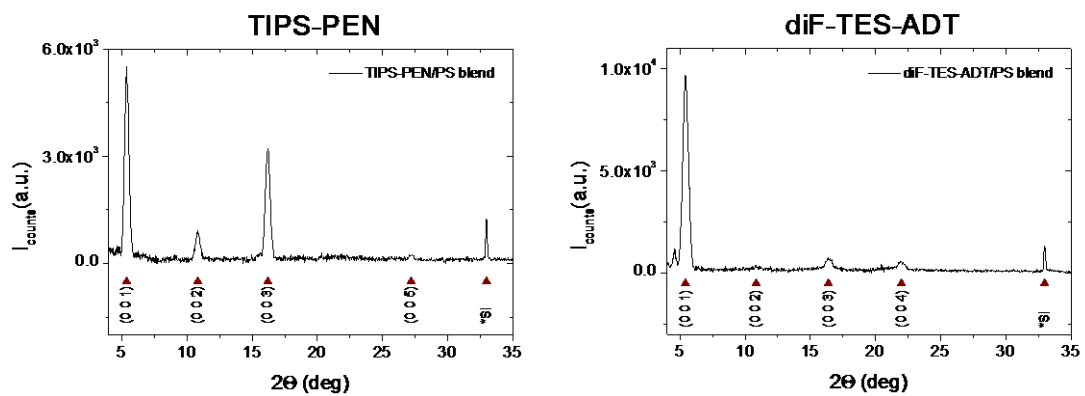 TIPS-PEN
6.0x10³
TIPS-PEN/PS blend
3.0x10³
0.0
I counts (a.u.)
(0 0 1)
(0 0 2)
(0 0 3)
(0 0 5)
*Si
5 10 15 20 25 30 35
2Θ (deg)
diF-TES-ADT
1.0x10⁴
diF-TES-ADT/PS blend
5.0x10³
0.0
I counts (a.u.)
(0 0 1)
(0 0 2)
(0 0 3)
(0 0 4)
*Si
5 10 15 20 25 30 35
2Θ (deg)